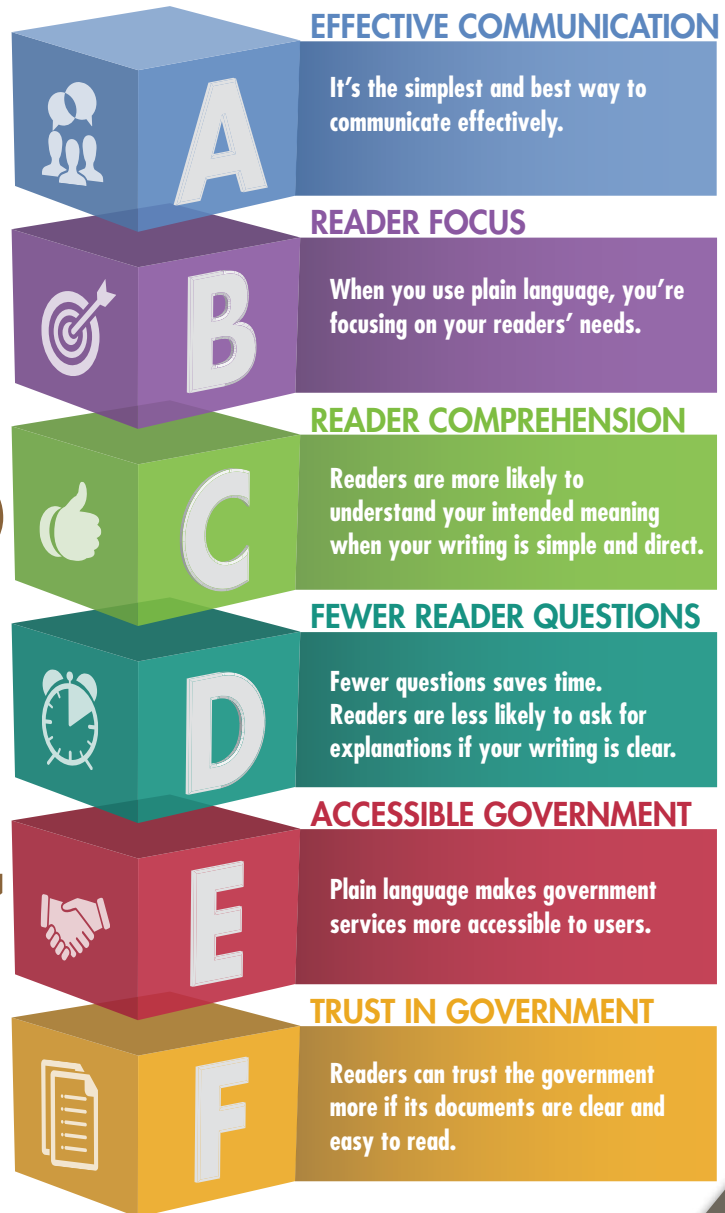 EFFECTIVE COMMUNICATION
A
It's the simplest and best way to
communicate effectively.
READER FOCUS
B
When you use plain language, you're
focusing on your readers' needs.
READER COMPREHENSION
C
Readers are more likely to
understand your intended meaning
when your writing is simple and direct.
FEWER READER QUESTIONS
D
Fewer questions saves time.
Readers are less likely to ask for
explanations if your writing is clear.
ACCESSIBLE GOVERNMENT
E
Plain language makes government
services more accessible to users.
TRUST IN GOVERNMENT
F
Readers can trust the government
more if its documents are clear and
easy to read.